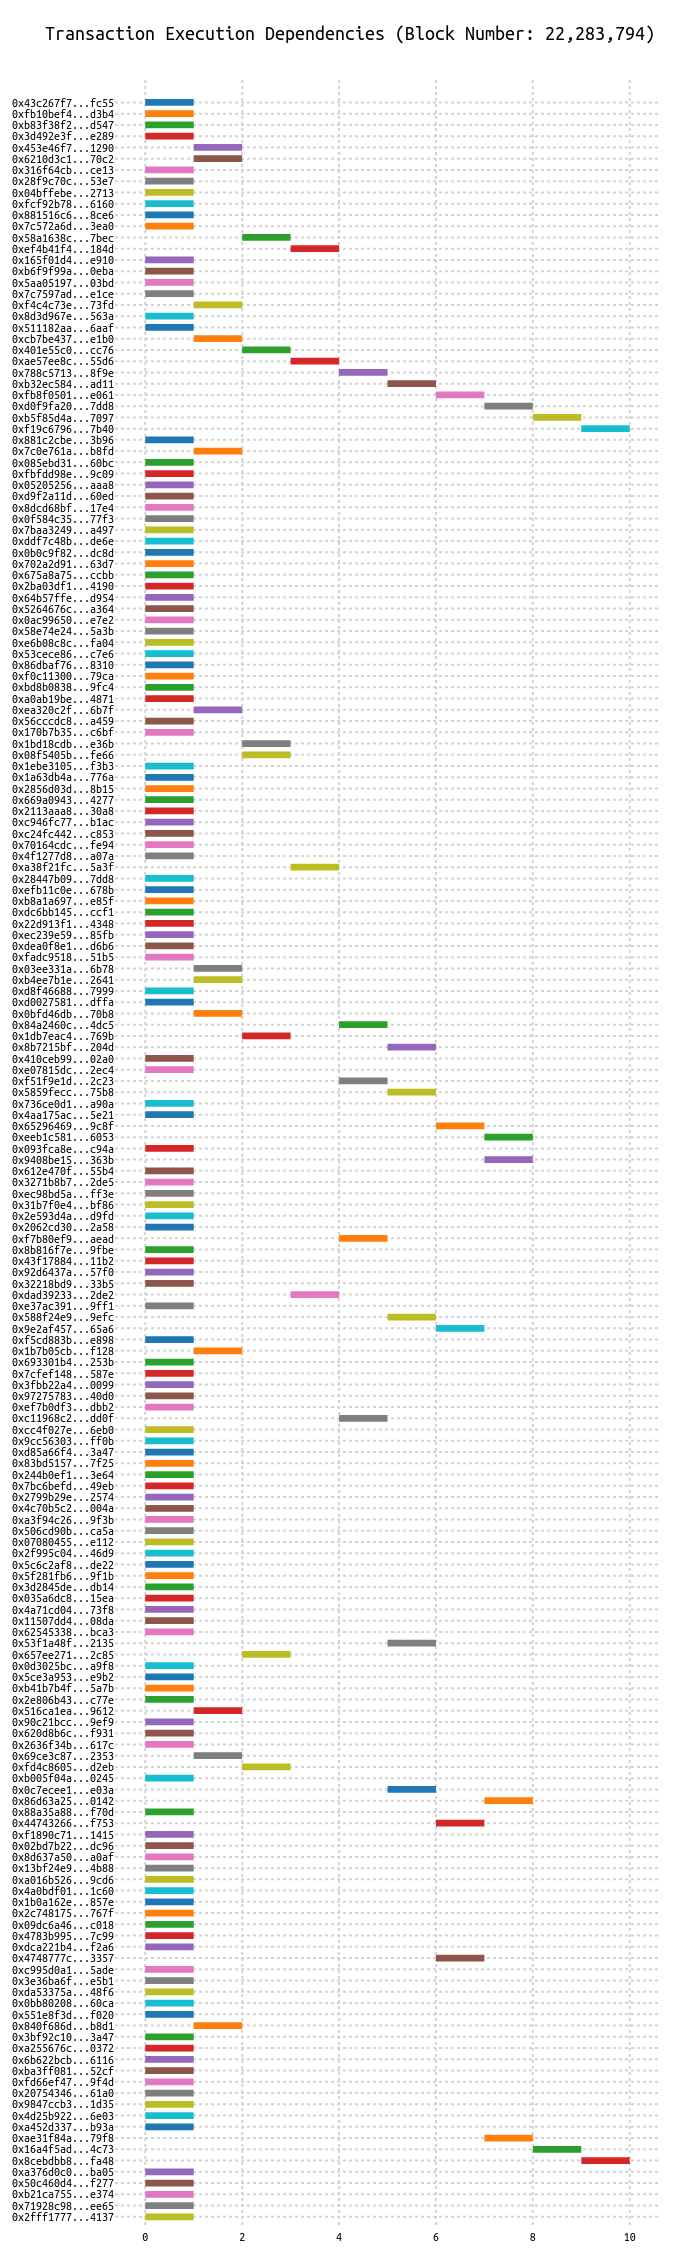 Transaction Execution Dependencies (Block Number: 22,283,794)
0x43c267f7...fc55
0xfb10bef4...d3b4
0xb83f38f2...d547
0x3d492e3f...e289
0x453e46f7...1290
0x6210d3c1...70c2
0x316f64cb...ce13
0x28f9c70c...53e7
0x04bffebe...2713
0xfcf92b78...6160
0x881516c6...8ce6
0x7c572a6d...3ea0
0x58a1638c...7bec
0xef4b41f4...184d
0x165f01d4...e910
0xb6f9f99a...0eba
0x5aa05197...03bd
0x7c7597ad...e1ce
0xf4c4c73e...73fd
0x8d3d967e...563a
0x511182aa...6aaf
0xcb7be437...e1b0
0x401e55c0...cc76
0xae57ee8c...55d6
0x788c5713...8f9e
0xb32ec584...ad11
0xfb8f0501...e061
0xd0f9fa20...7dd8
0xb5f85d4a...7097
0xf19c6796...7b40
0x881c2cbe...3b96
0x7c0e761a...b8fd
0x085ebd31...60bc
0xfbfdd98e...9c09
0x05205256...aaa8
0xd9f2a11d...60ed
0x8dcd68bf...17e4
0x0f584c35...77f3
0x7baa3249...a497
0xddf7c48b...de6e
0x0b0c9f82...dc8d
0x702a2d91...63d7
0x675a8a75...ccbb
0x2ba03df1...4190
0x64b57ffe...d954
0x5264676c...a364
0x0ac99650...e7e2
0x58e74e24...5a3b
0xe6b08c8c...fa04
0x53cece86...c7e6
0x86dbaf76...8310
0xf0c11300...79ca
0xbd8b0838...9fc4
0xa0ab19be...4871
0xea320c2f...6b7f
0x56cccdc8...a459
0x170b7b35...c6bf
0x1bd18cdb...e36b
0x08f5405b...fe66
0x1ebe3105...f3b3
0x1a63db4a...776a
0x2856d03d...8b15
0x669a0943...4277
0x2113aaa8...30a8
0xc946fc77...b1ac
0xc24fc442...c853
0x70164cdc...fe94
0x4f1277d8...a07a
0xa38f21fc...5a3f
0x28447b09...7dd8
0xefb11c0e...678b
0xb8a1a697...e85f
0xdc6bb145...ccf1
0x22d913f1...4348
0xec239e59...85fb
0xdea0f8e1...d6b6
0xfadc9518...51b5
0x03ee331a...6b78
0xb4ee7b1e...2641
0xd8f46688...7999
0xd0027581...dffa
0x0bfd46db...70b8
0x84a2460c...4dc5
0x1db7eac4...769b
0x8b7215bf...204d
0x410ceb99...02a0
0xe07815dc...2ec4
0xf51f9e1d...2c23
0x5859fecc...75b8
0x736ce0d1...a90a
0x4aa175ac...5e21
0x65296469...9c8f
0xeeb1c581...6053
0x093fca8e...c94a
0x9408be15...363b
0x612e470f...55b4
0x3271b8b7...2de5
0xec98bd5a...ff3e
0x31b7f0e4...bf86
0x2e593d4a...d9fd
0x2062cd30...2a58
0xf7b80ef9...aead
0x8b816f7e...9fbe
0x43f17884...11b2
0x92d6437a...57f0
0x32218bd9...33b5
0xdad39233...2de2
0xe37ac391...9ff1
0x588f24e9...9efc
0x9e2af457...65a6
0xf5cd883b...e898
0x1b7b05cb...f128
0x693301b4...253b
0x7cfef148...587e
0x3fbb22a4...0099
0x97275783...40d0
0xef7b0df3...dbb2
0xc11968c2...dd0f
0xcc4f027e...6eb0
0x9cc56303...ff0b
0xd85a66f4...3a47
0x83bd5157...7f25
0x244b0ef1...3e64
0x7bc6befd...49eb
0x2799b29e...2574
0x4c70b5c2...004a
0xa3f94c26...9f3b
0x506cd90b...ca5a
0x07080455...e112
0x2f995c04...46d9
0x5c6c2af8...de22
0x5f281fb6...9f1b
0x3d2845de...db14
0x035a6dc8...15ea
0x4a71cd04...73f8
0x11507dd4...08da
0x62545338...bca3
0x53f1a48f...2135
0x657ee271...2c85
0x0d3025bc...a9f8
0x5ce3a953...e9b2
0xb41b7b4f...5a7b
0x2e806b43...c77e
0x516ca1ea...9612
0x90c21bcc...9ef9
0x620d8b6c...f931
0x2636f34b...617c
0x69ce3c87...2353
0xfd4c8605...d2eb
0xb005f04a...0245
0x0c7ecee1...e03a
0x86d63a25...0142
0x88a35a88...f70d
0x44743266...f753
0xf1890c71...1415
0x02bd7b22...dc96
0x8d637a50...a0af
0x13bf24e9...4b88
0xa016b526...9cd6
0x4a0bdf01...1c60
0x1b0a162e...857e
0x2c748175...767f
0x09dc6a46...c018
0x4783b995...7c99
0xdca221b4...f2a6
0x4748777c...3357
0xc995d0a1...5ade
0x3e36ba6f...e5b1
0xda53375a...48f6
0x0bb80208...60ca
0x551e8f3d...f020
0x840f686d...b8d1
0x3bf92c10...3a47
0xa255676c...0372
0x6b622bcb...6116
0xba3ff081...52cf
0xfd66ef47...9f4d
0x20754346...61a0
0x9847ccb3...1d35
0x4d25b922...6e03
0xa452d337...b93a
0xae31f84a...79f8
0x16a4f5ad...4c73
0x8cebdbb8...fa48
0xa376d0c0...ba05
0x50c460d4...f277
0xb21ca755...e374
0x71928c98...ee65
0x2fff1777...4137
0 2 4 6 8 10